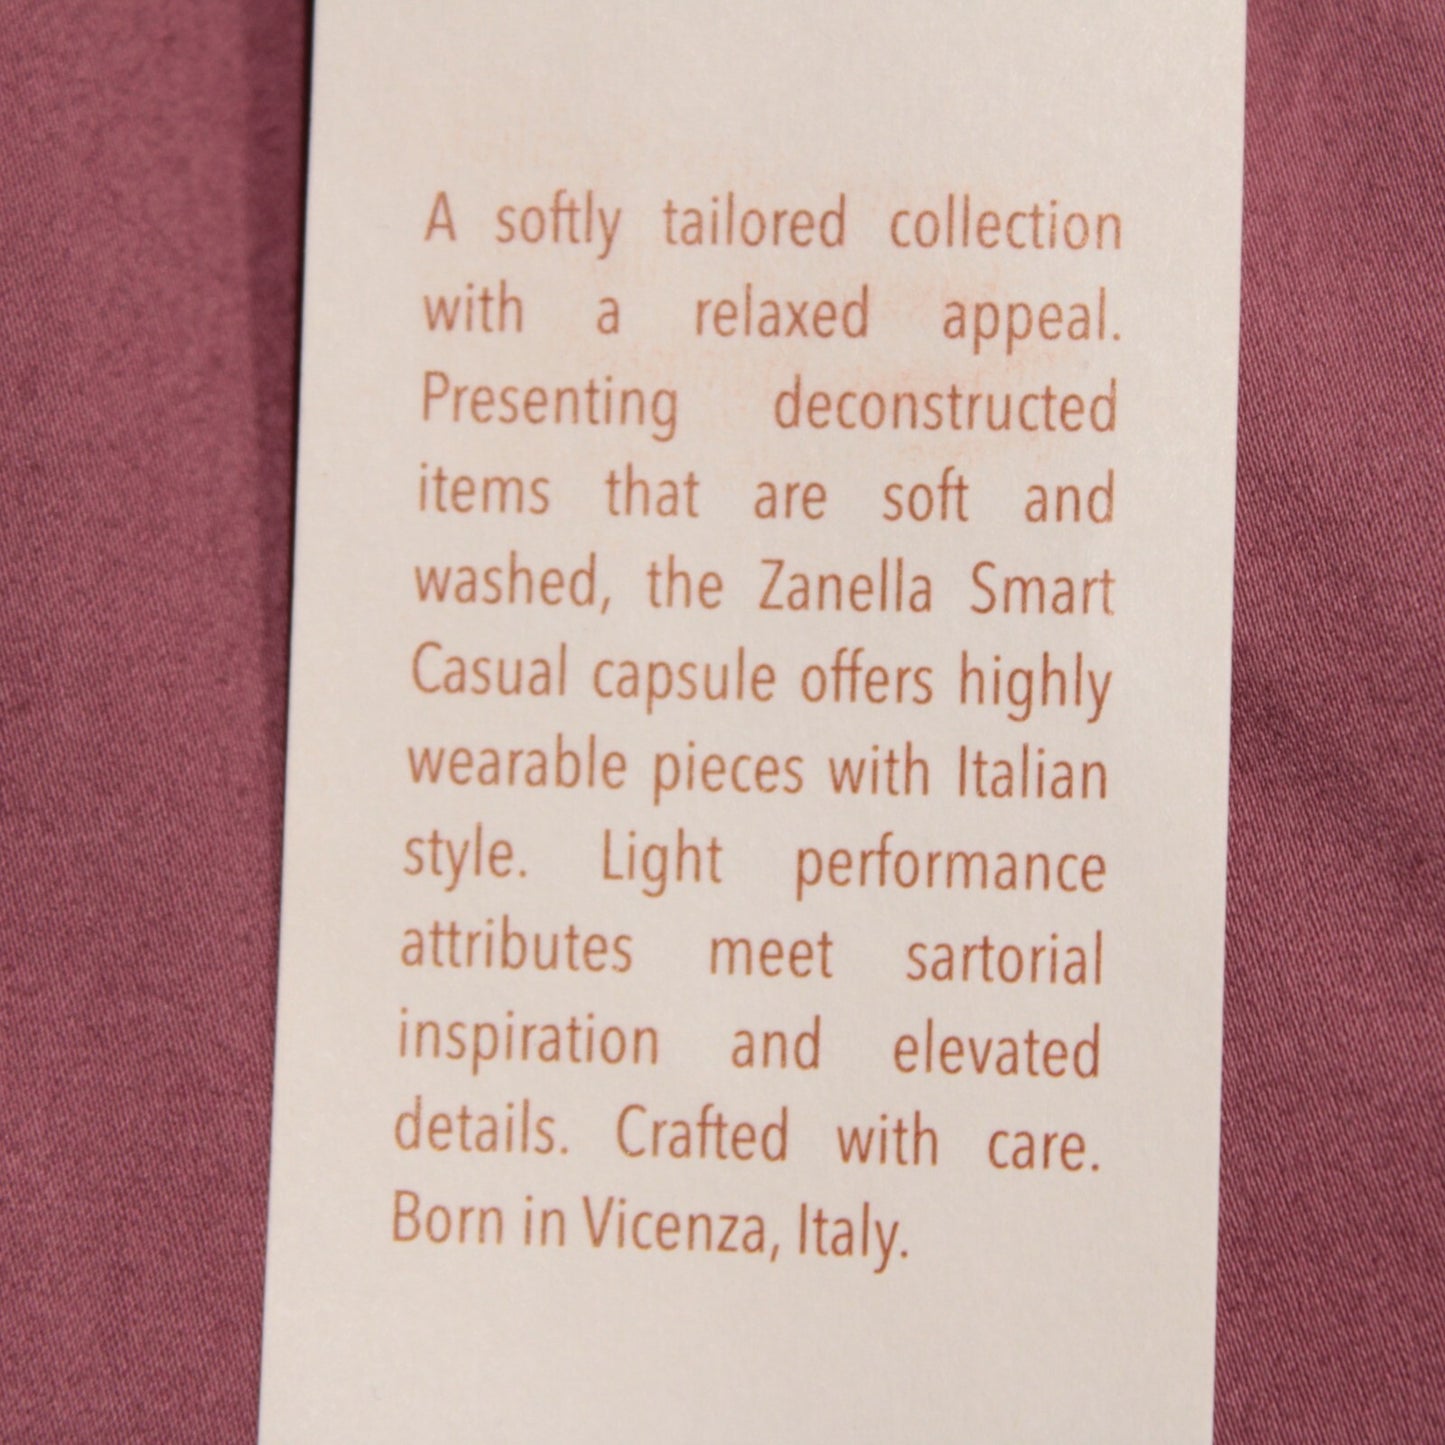 A softly tailored collection
with a relaxed appeal.
Presenting deconstructed
items that are soft and
washed, the Zanella Smart
Casual capsule offers highly
wearable pieces with Italian
style. Light performance
attributes meet sartorial
inspiration and elevated
details. Crafted with care.
Born in Vicenza, Italy.